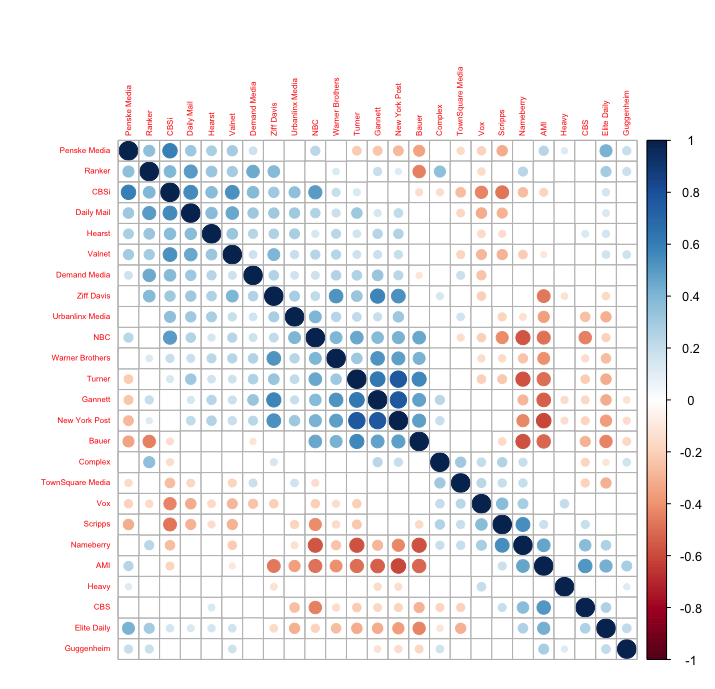 Penske Media
Ranker
CBSi
Daily Mail
Hearst
Valnet
Demand Media
Ziff Davis
Urbanlinx Media
NBC
Warner Brothers
Turner
Gannett
New York Post
Bauer
Complex
TownSquare Media
Vox
Scripps
Nameberry
AMI
Heavy
CBS
Elite Daily
Guggenheim
Penske Media
Ranker
CBSi
Daily Mail
Hearst
Valnet
Demand Media
Ziff Davis
Urbanlinx Media
NBC
Warner Brothers
Turner
Gannett
New York Post
Bauer
Complex
TownSquare Media
Vox
Scripps
Nameberry
AMI
Heavy
CBS
Elite Daily
Guggenheim
1
0.8
0.6
0.4
0.2
0
-0.2
-0.4
-0.6
-0.8
-1